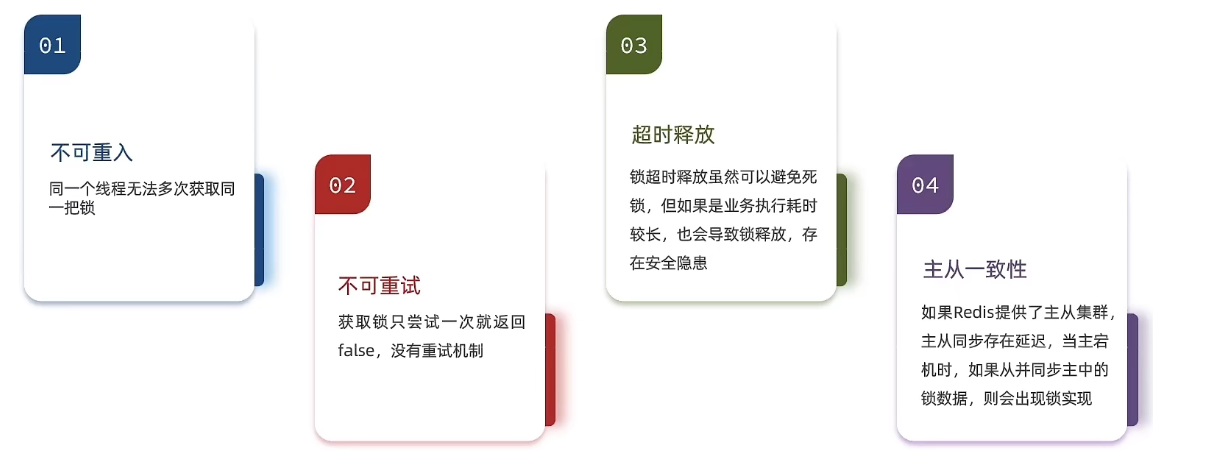 01
不可重入
同一个线程无法多次获取同
一把锁
02
不可重试
获取锁只尝试一次就返回
false，没有重试机制
03
超时释放
锁超时释放虽然可以避免死
锁，但如果是业务执行耗时
较长，也会导致锁释放，存
在安全隐患
04
主从一致性
如果Redis提供了主从集群，
主从同步存在延迟，当主宕
机时，如果从并同步主中的
锁数据，则会出现锁实现